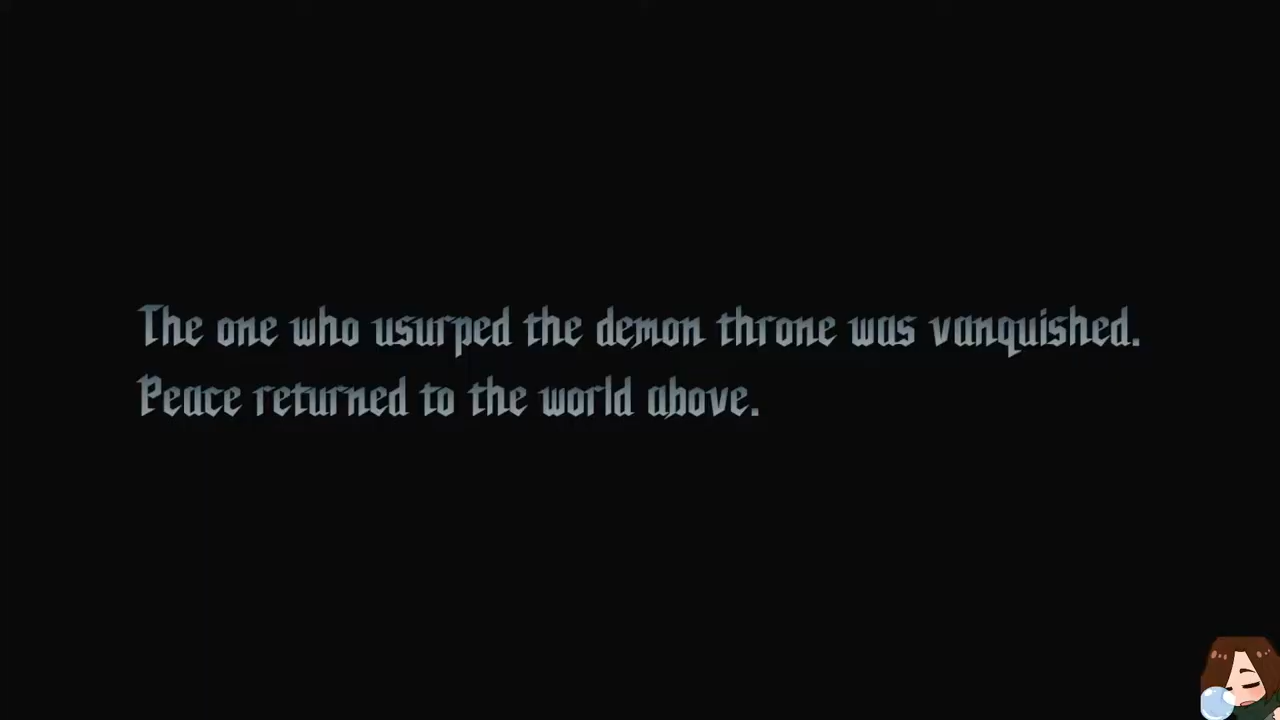 The one who usurped the demon throne was vanquished.
Peace returned to the world above.